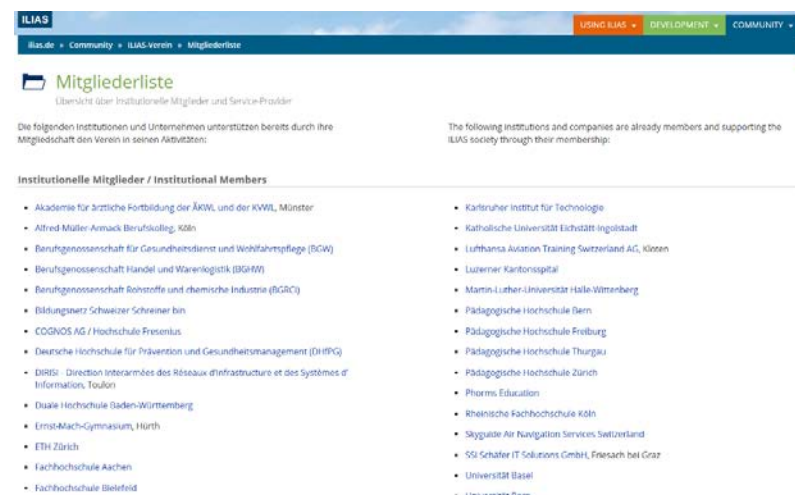 ILIAS
USING ILIAS
DEVELOPMENT
COMMUNITY
ilias.de » Community » ILIAS-Verein » Mitgliederliste
Mitgliederliste
Übersicht über Institutionelle Mitglieder und Service-Provider
Die folgenden Institutionen und Unternehmen unterstützen bereits durch ihre
Mitgliedschaft den Verein in seinen Aktivitäten:
The following institutions and companies are already members and supporting the
ILIAS society through their membership:
Institutionelle Mitglieder / Institutional Members
• Akademie für ärztliche Fortbildung der ÄKWL und der KVWL, Münster
• Alfred-Müller-Armack Berufskolleg, Köln
• Berufsgenossenschaft für Gesundheitsdienst und Wohlfahrtspflege (BGW)
• Berufsgenossenschaft Handel und Warenlogistik (BGHW)
• Berufsgenossenschaft Rohstoffe und chemische Industrie (BGRCI)
• Bildungsnetz Schweizer Schreiner bin
• COGNOS AG / Hochschule Fresenius
• Deutsche Hochschule für Prävention und Gesundheitsmanagement (DHfPG)
• DIRISI - Direction Interarmées des Réseaux d'Infrastructure et des Systèmes d'
Information, Toulon
• Duale Hochschule Baden-Württemberg
• Ernst-Mach-Gymnasium, Hürth
• ETH Zürich
• Fachhochschule Aachen
• Fachhochschule Bielefeld
• Karlsruher Institut für Technologie
• Katholische Universität Eichstätt-Ingolstadt
• Lufthansa Aviation Training Switzerland AG, Kloten
• Luzerner Kantonsspital
• Martin-Luther-Universität Halle-Wittenberg
• Pädagogische Hochschule Bern
• Pädagogische Hochschule Freiburg
• Pädagogische Hochschule Thurgau
• Pädagogische Hochschule Zürich
• Phorms Education
• Rheinische Fachhochschule Köln
• Skyguide Air Navigation Services Switzerland
• SSI Schäfer IT Solutions GmbH, Friesach bei Graz
• Universität Basel
• Universität Bern